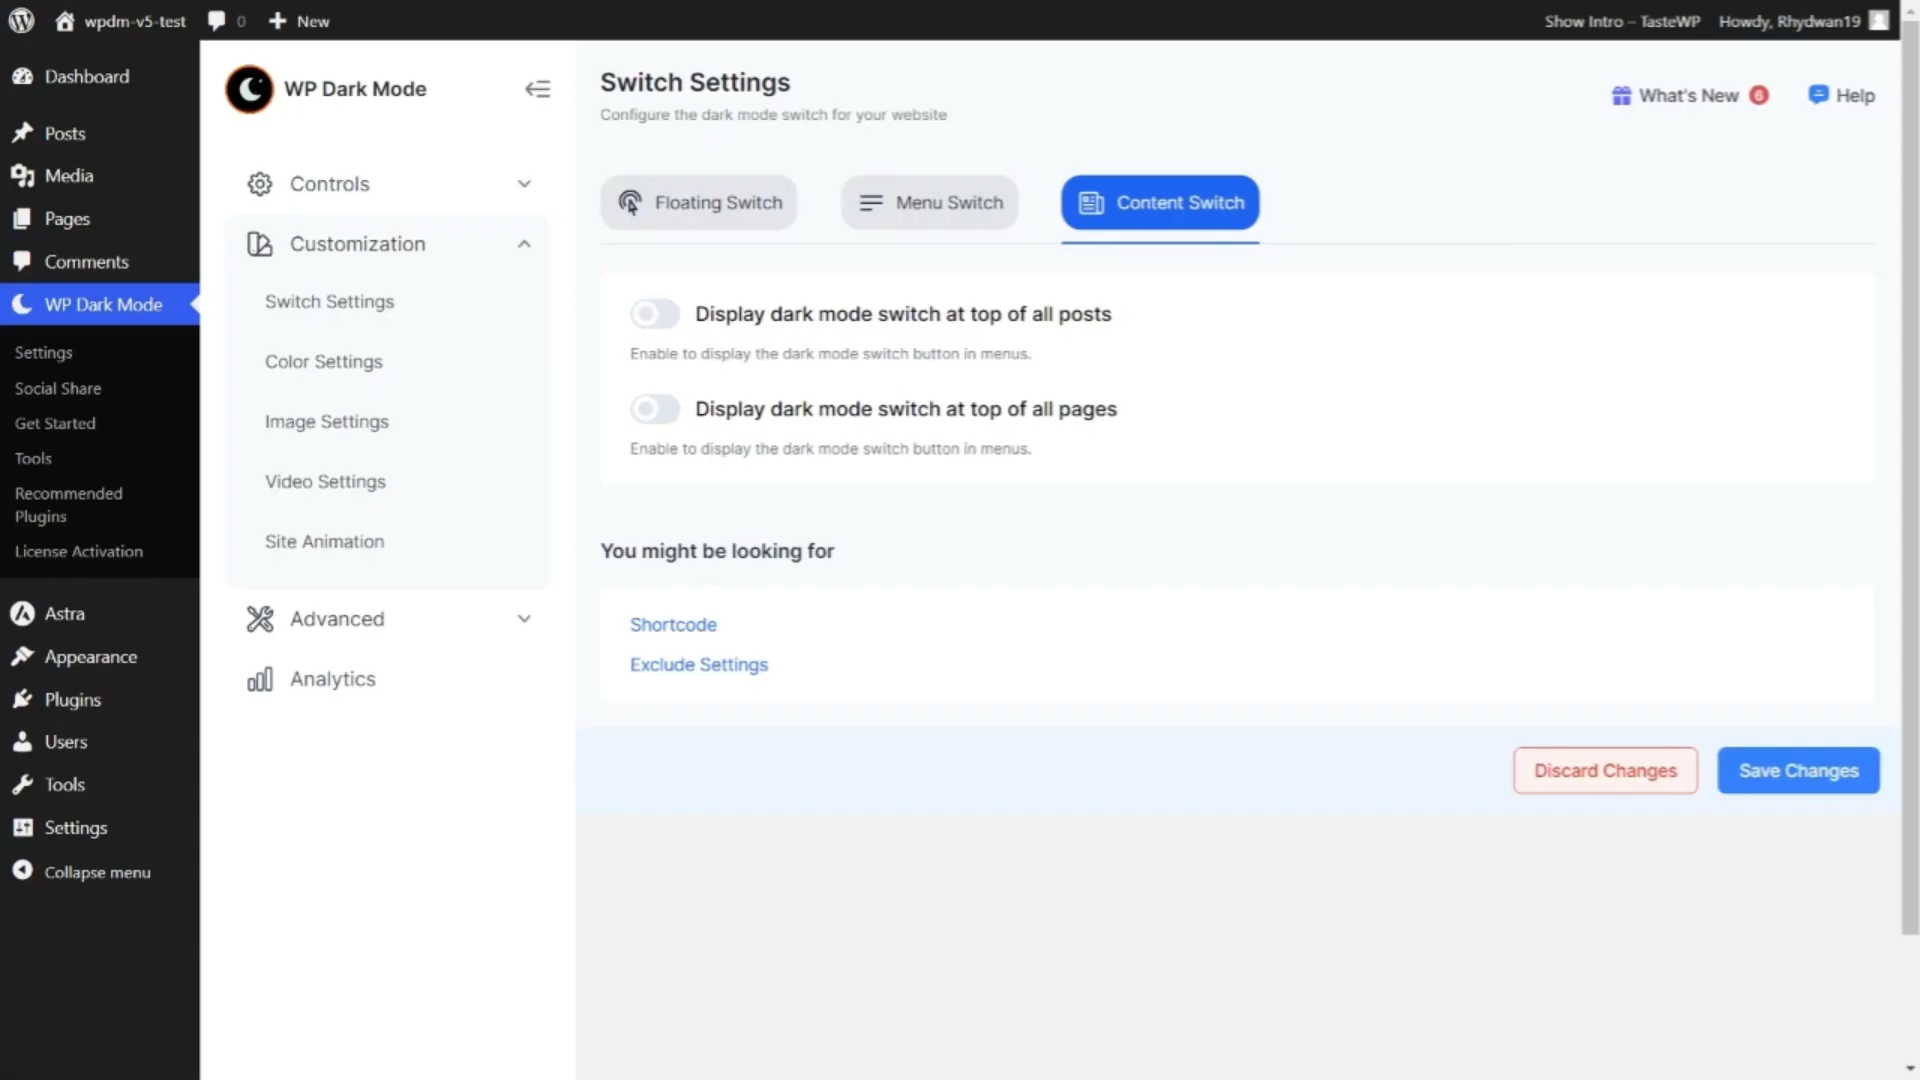 wpdm-v5-test 0 New Show Intro – TasteWP Howdy, Rhydwan19
Dashboard
Posts
Media
Pages
Comments
WP Dark Mode
Settings
Social Share
Get Started
Tools
Recommended
Plugins
License Activation
Astra
Appearance
Plugins
Users
Tools
Settings
Collapse menu
WP Dark Mode
Controls
Customization
Switch Settings
Color Settings
Image Settings
Video Settings
Site Animation
Advanced
Analytics
Switch Settings
Configure the dark mode switch for your website
What's New 6 Help
Floating Switch Menu Switch Content Switch
Display dark mode switch at top of all posts
Enable to display the dark mode switch button in menus.
Display dark mode switch at top of all pages
Enable to display the dark mode switch button in menus.
You might be looking for
Shortcode
Exclude Settings
Discard Changes Save Changes